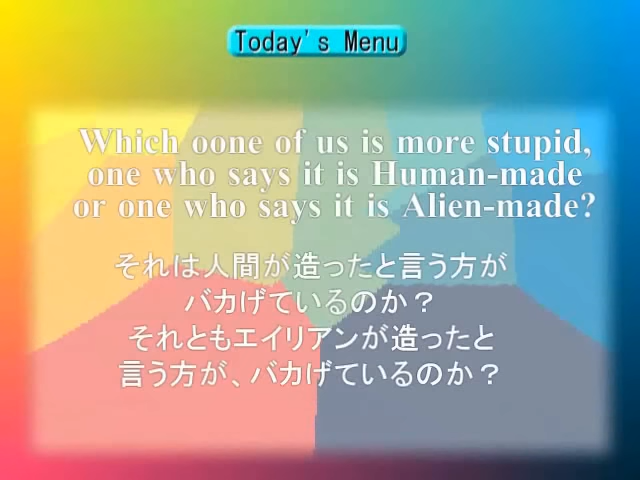 Today's Menu
Which oone of us is more stupid,
one who says it is Human-made
or one who says it is Alien-made?
それは人間が造ったと言う方が
バカげているのか？
それともエイリアンが造ったと
言う方が、バカげているのか？